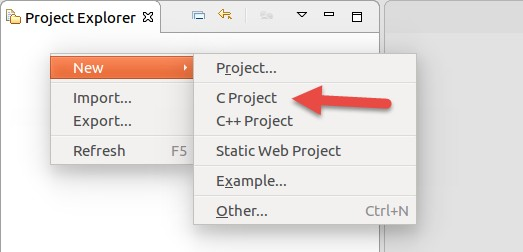 Project Explorer
New
Import...
Export...
Refresh F5
Project...
C Project
C++ Project
Static Web Project
Example...
Other... Ctrl+N